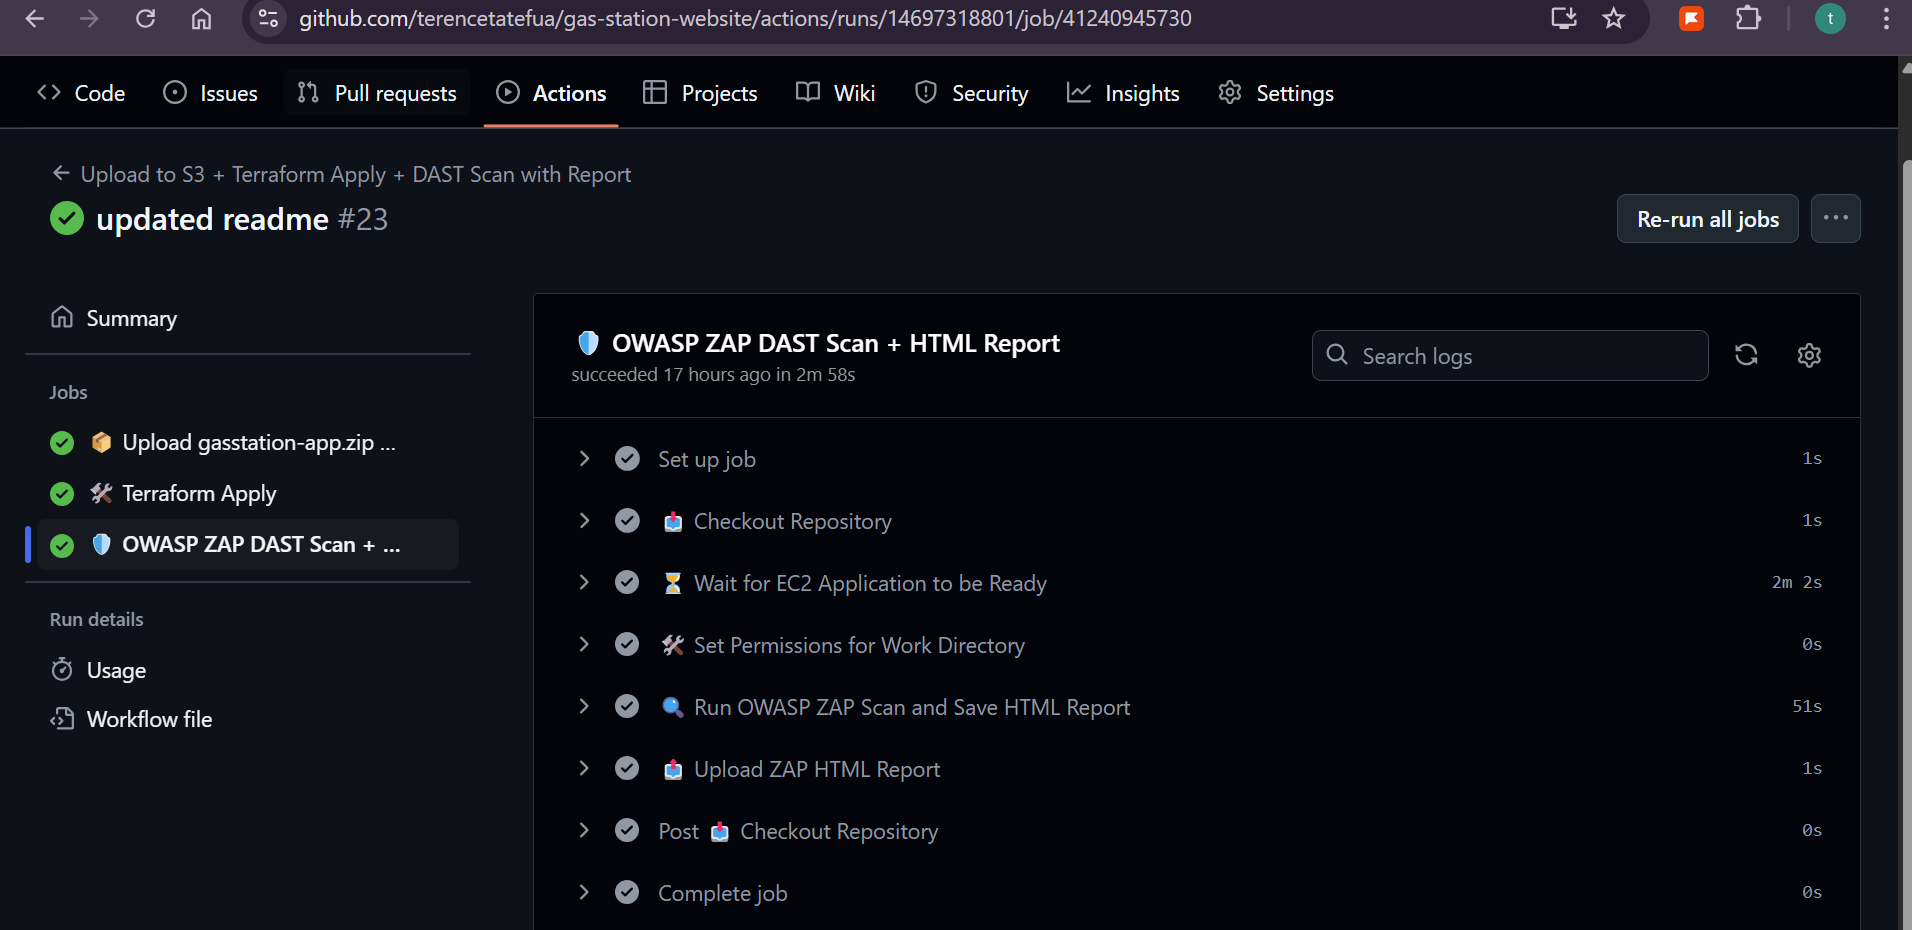 github.com/terencetatefua/gas-station-website/actions/runs/14697318801/job/41240945730
t
Code
Issues
Pull requests
Actions
Projects
Wiki
Security
Insights
Settings
Upload to S3 + Terraform Apply + DAST Scan with Report
updated readme #23
Re-run all jobs
Summary
Jobs
Upload gasstation-app.zip ...
Terraform Apply
OWASP ZAP DAST Scan + ...
Run details
Usage
Workflow file
OWASP ZAP DAST Scan + HTML Report
succeeded 17 hours ago in 2m 58s
Search logs
Set up job 1s
Checkout Repository 1s
Wait for EC2 Application to be Ready 2m 2s
Set Permissions for Work Directory 0s
Run OWASP ZAP Scan and Save HTML Report 51s
Upload ZAP HTML Report 1s
Post Checkout Repository 0s
Complete job 0s